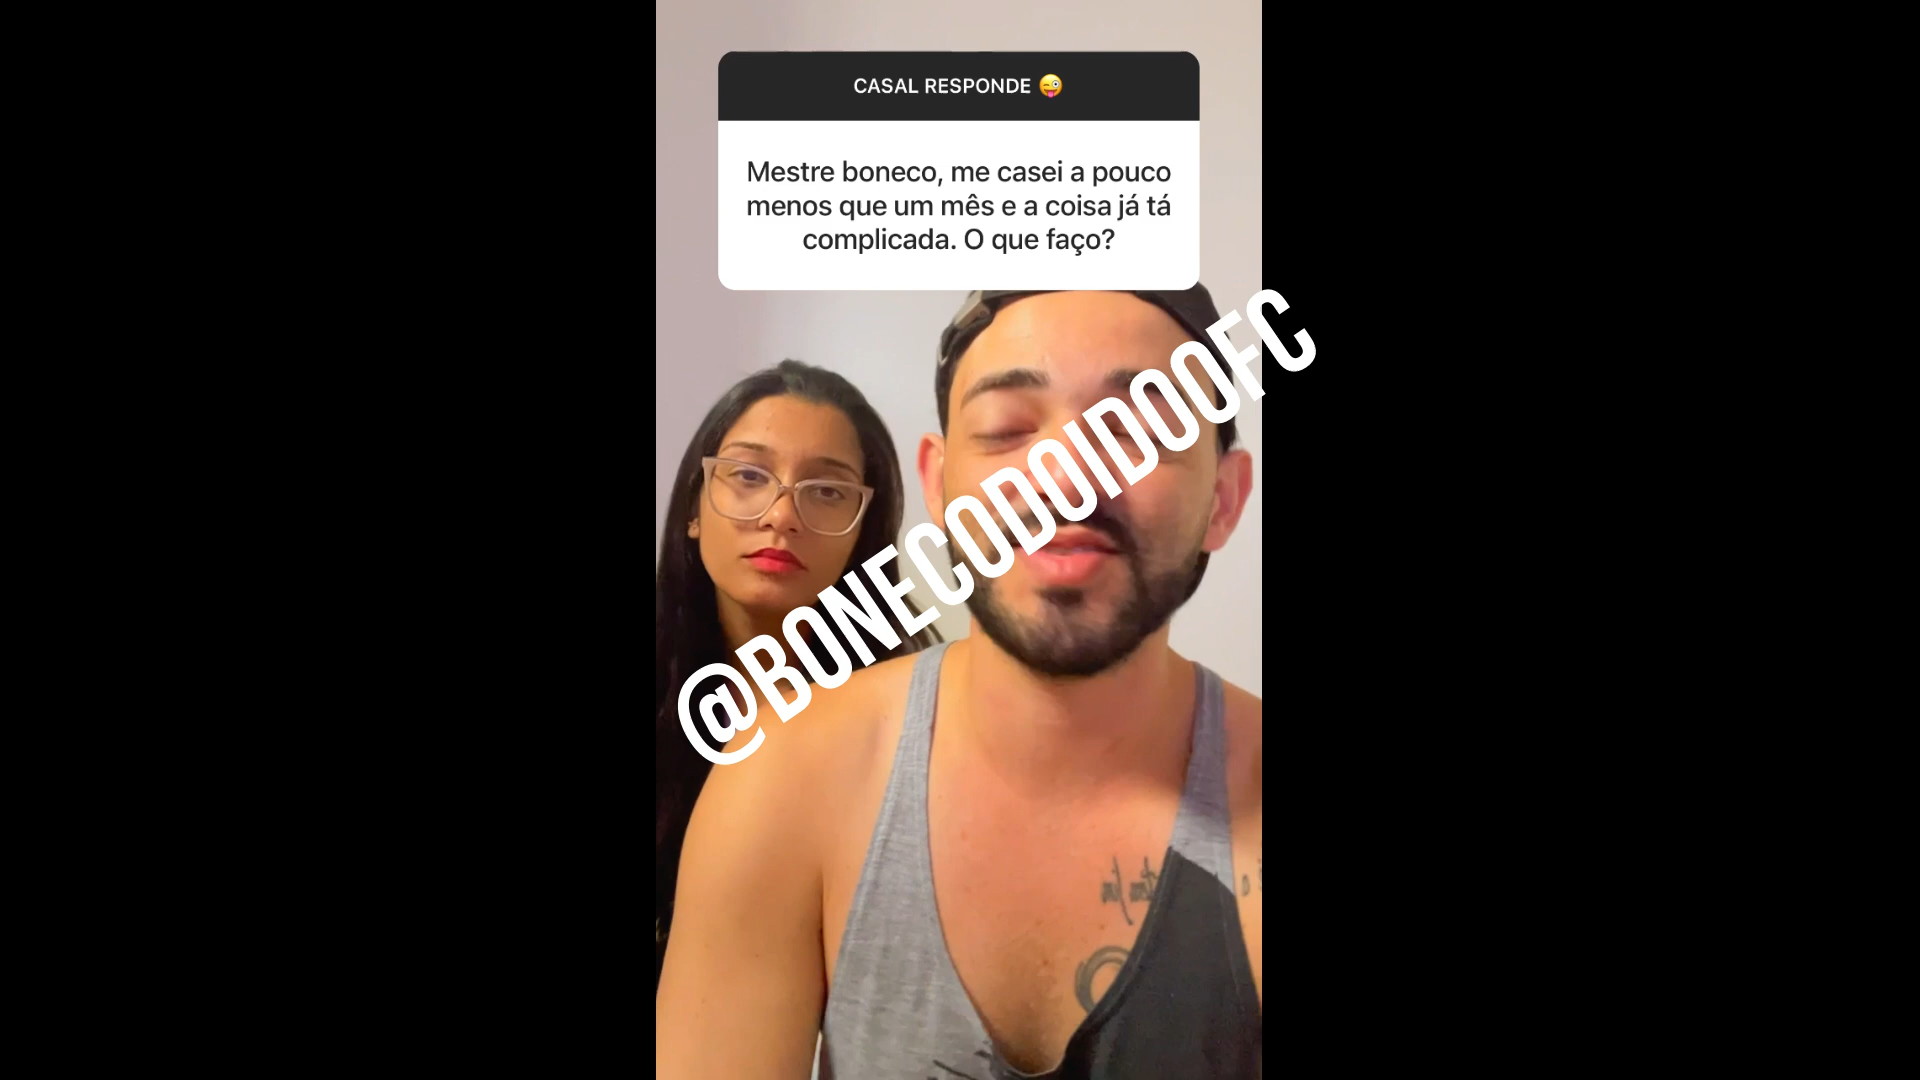 CASAL RESPONDE 😜
Mestre boneco, me casei a pouco
menos que um mês e a coisa já tá
complicada. O que faço?
@BONECODOIDOOFC